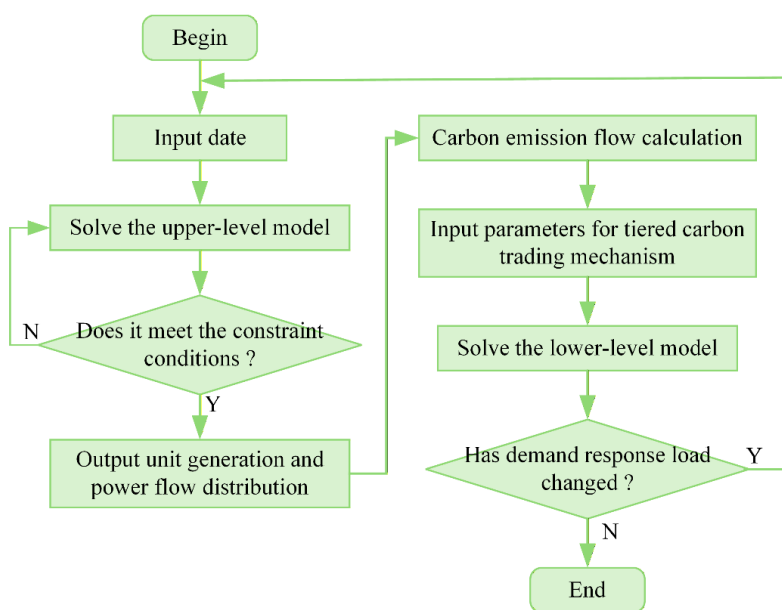 Begin
Input date
Solve the upper-level model
N
Does it meet the constraint
conditions ?
Y
Output unit generation and
power flow distribution
Carbon emission flow calculation
Input parameters for tiered carbon
trading mechanism
Solve the lower-level model
Has demand response load
changed ?
Y
N
End